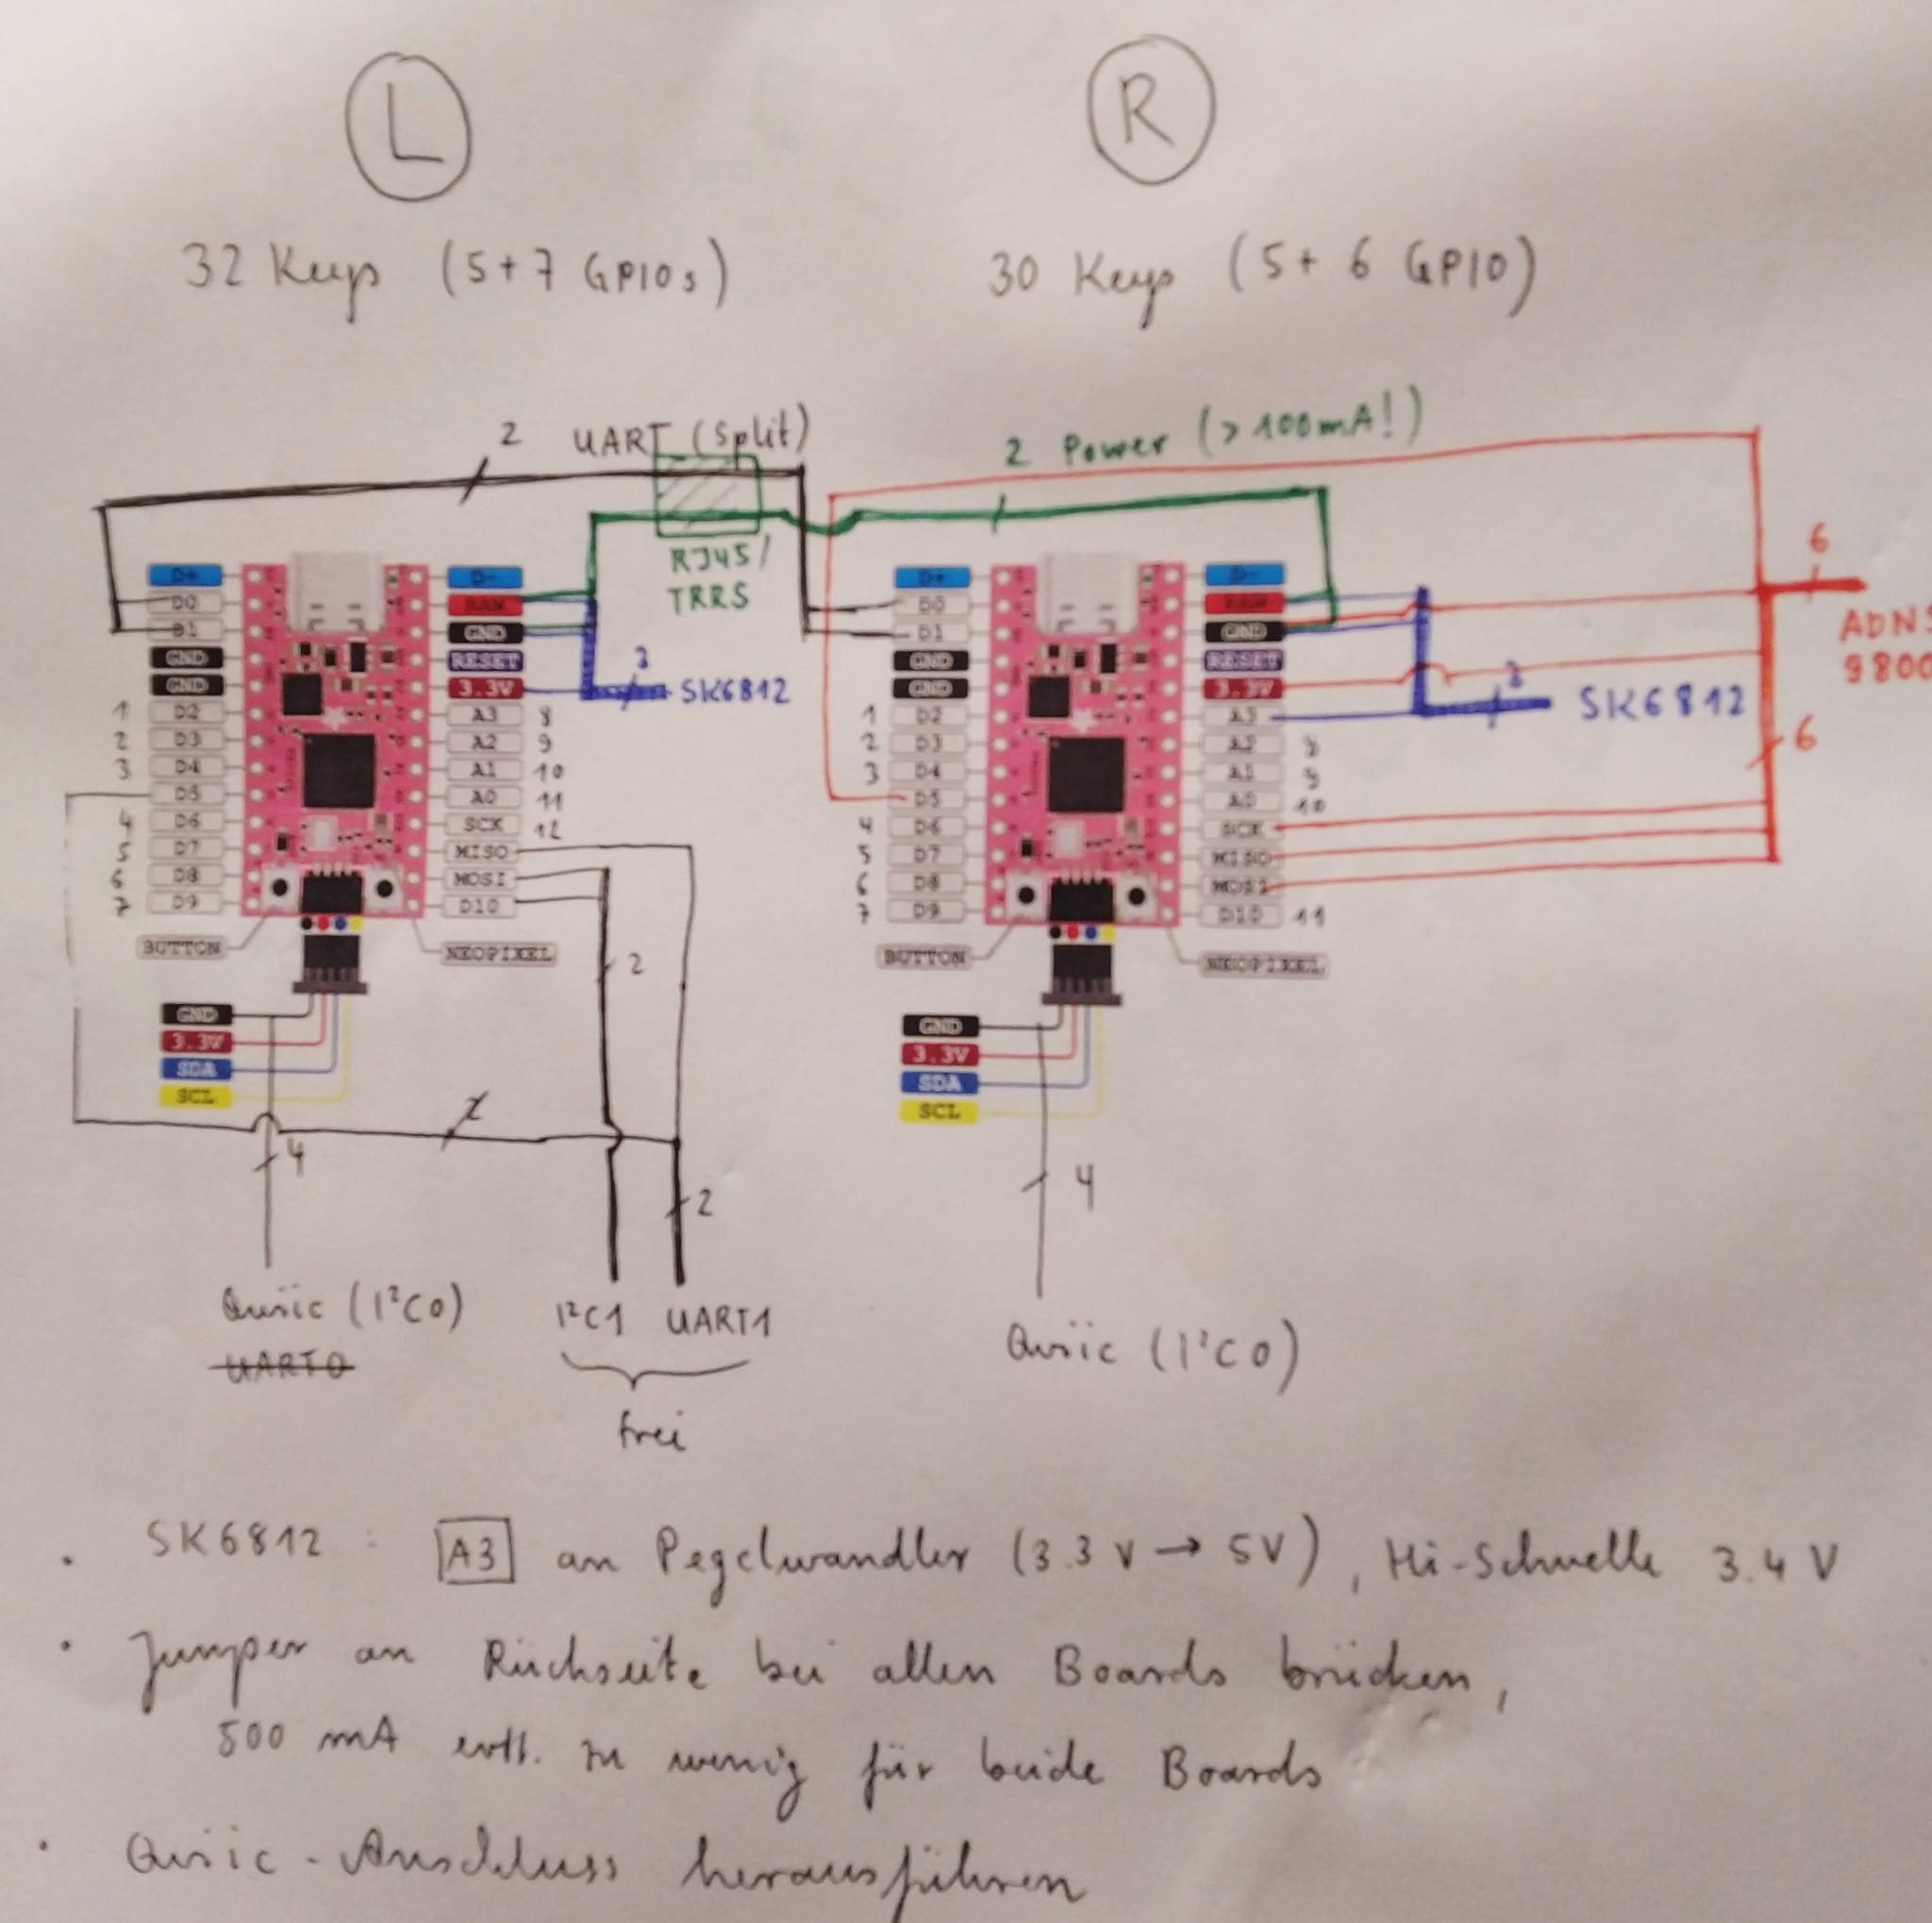 L
R
32 Keys (5+7 GPIOs)
30 Keys (5+ 6 GPIO)
2 UART (split)
2 Power (> 100mA!)
RJ45/
TRRS
6
ADNS
9800
6
D+
D0
D1
GND
GND
1 D2
2 D3
3 D4
D5
4 D6
5 D7
6 D8
7 D9
BUTTON
D-
RAW
GND
RESET
3.3V
A3 8
A2 9
A1 10
A0 11
SCK 12
MISO
MOSI
D10
NEOPIXEL
3
SK6812
D+
D0
D1
GND
GND
1 D2
2 D3
3 D4
D5
4 D6
5 D7
6 D8
7 D9
BUTTON
D-
RAW
GND
RESET
3.3V
A3
A2 8
A1 9
A0 10
SCK
MISO
MOSI
D10 11
NEOPIXEL
3
SK6812
GND
3.3V
SDA
SCL
GND
3.3V
SDA
SCL
2
2
4
2
4
Qwiic (I²C0)
UART0
I²C1
UART1
frei
Qwiic (I²C0)
· SK6812 : A3 an Pegelwandler (3.3 V → 5V), Hi-Schwelle 3.4 V
· Jumper an Rückseite bei allen Boards brücken,
500 mA evtl. zu wenig für beide Boards
· Qwiic-Anschluss herausführen